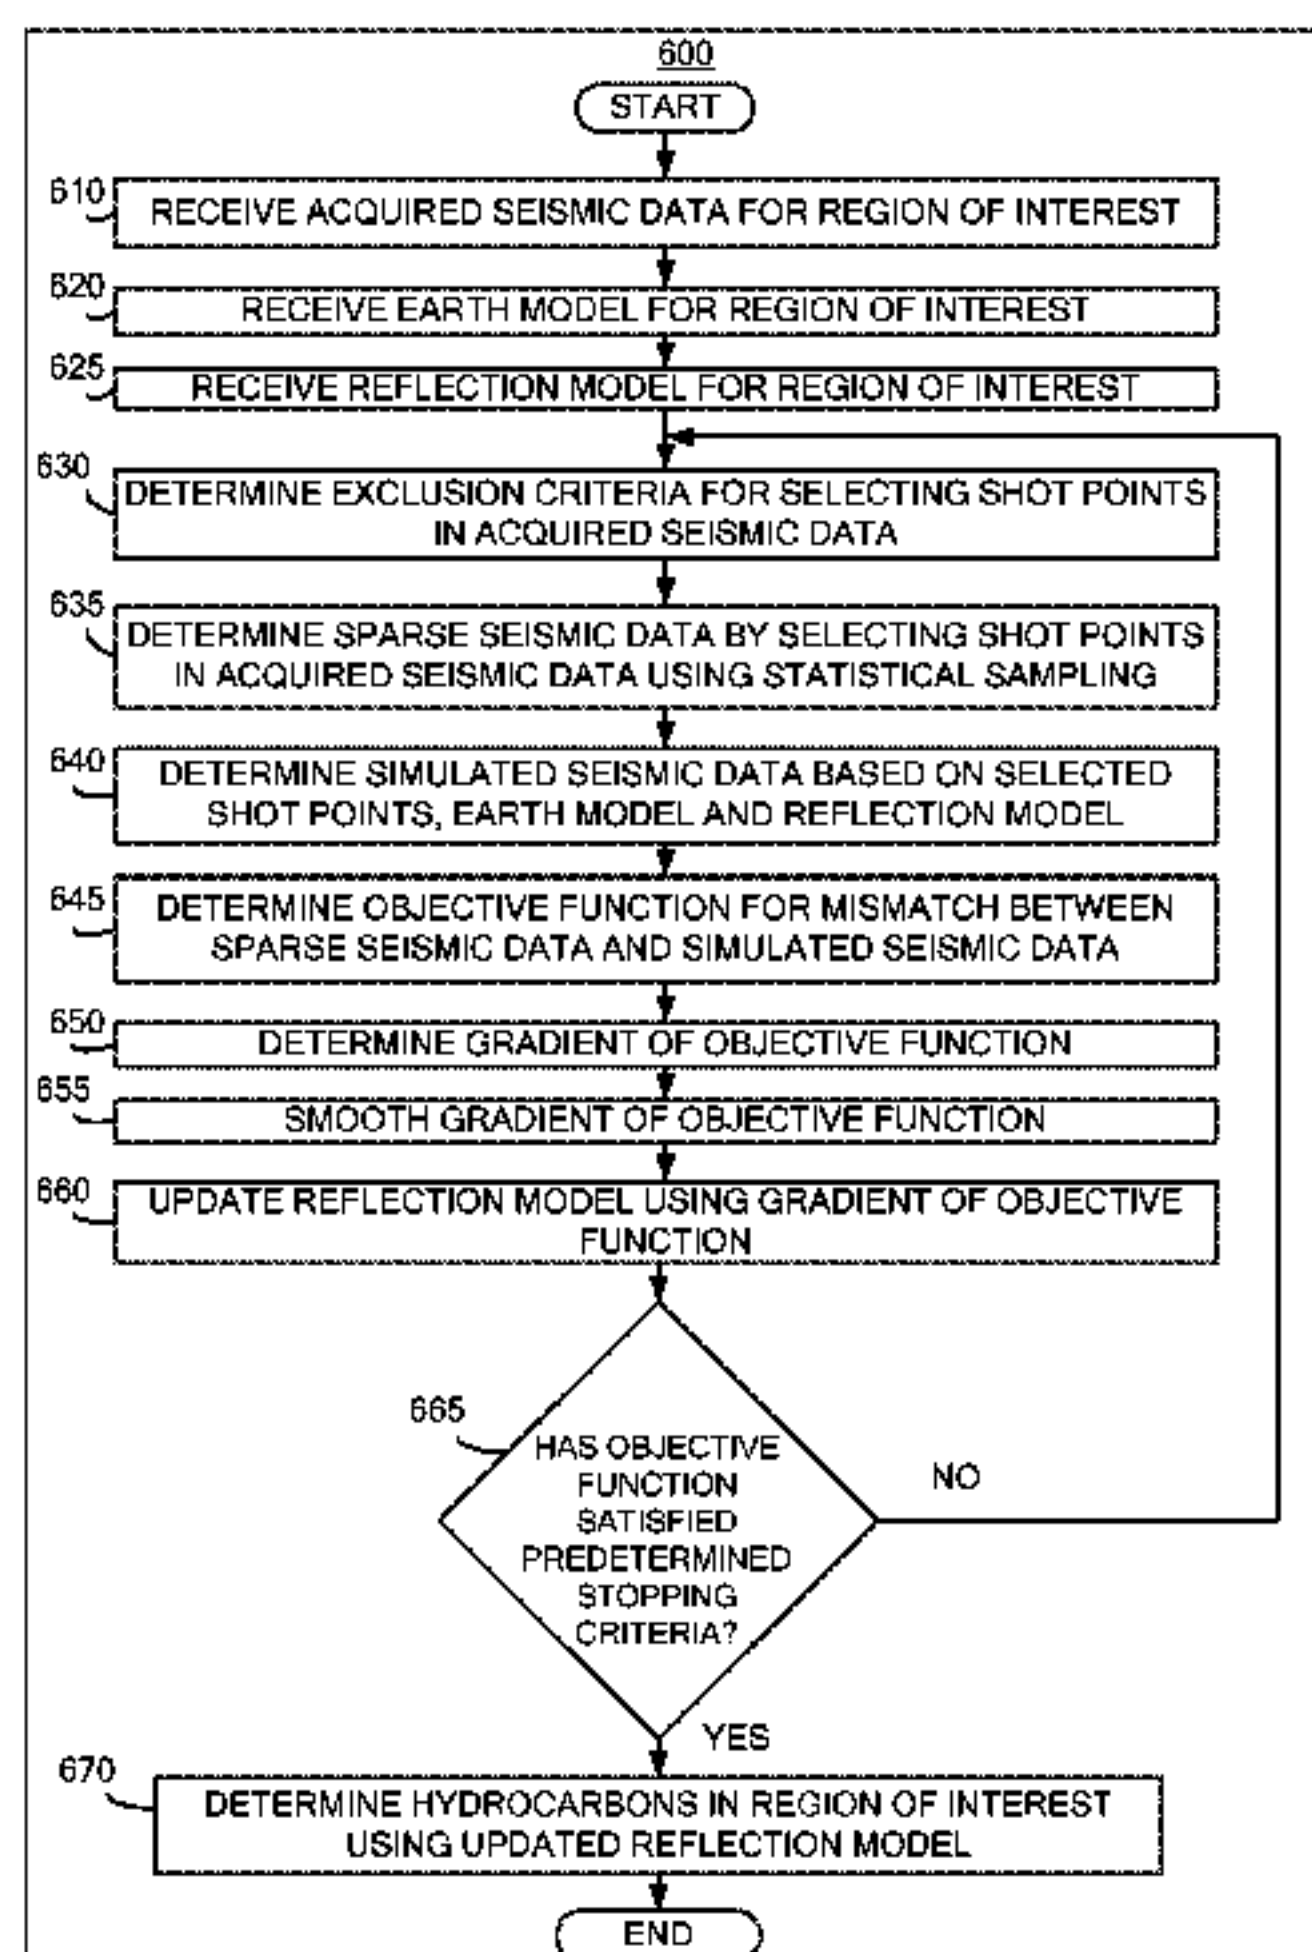 600
START
610
RECEIVE ACQUIRED SEISMIC DATA FOR REGION OF INTEREST
620
RECEIVE EARTH MODEL FOR REGION OF INTEREST
625
RECEIVE REFLECTION MODEL FOR REGION OF INTEREST
630
DETERMINE EXCLUSION CRITERIA FOR SELECTING SHOT POINTS
IN ACQUIRED SEISMIC DATA
635
DETERMINE SPARSE SEISMIC DATA BY SELECTING SHOT POINTS
IN ACQUIRED SEISMIC DATA USING STATISTICAL SAMPLING
640
DETERMINE SIMULATED SEISMIC DATA BASED ON SELECTED
SHOT POINTS, EARTH MODEL AND REFLECTION MODEL
645
DETERMINE OBJECTIVE FUNCTION FOR MISMATCH BETWEEN
SPARSE SEISMIC DATA AND SIMULATED SEISMIC DATA
650
DETERMINE GRADIENT OF OBJECTIVE FUNCTION
655
SMOOTH GRADIENT OF OBJECTIVE FUNCTION
660
UPDATE REFLECTION MODEL USING GRADIENT OF OBJECTIVE
FUNCTION
665
HAS OBJECTIVE
FUNCTION
SATISFIED
PREDETERMINED
STOPPING
CRITERIA?
NO
YES
670
DETERMINE HYDROCARBONS IN REGION OF INTEREST
USING UPDATED REFLECTION MODEL
END